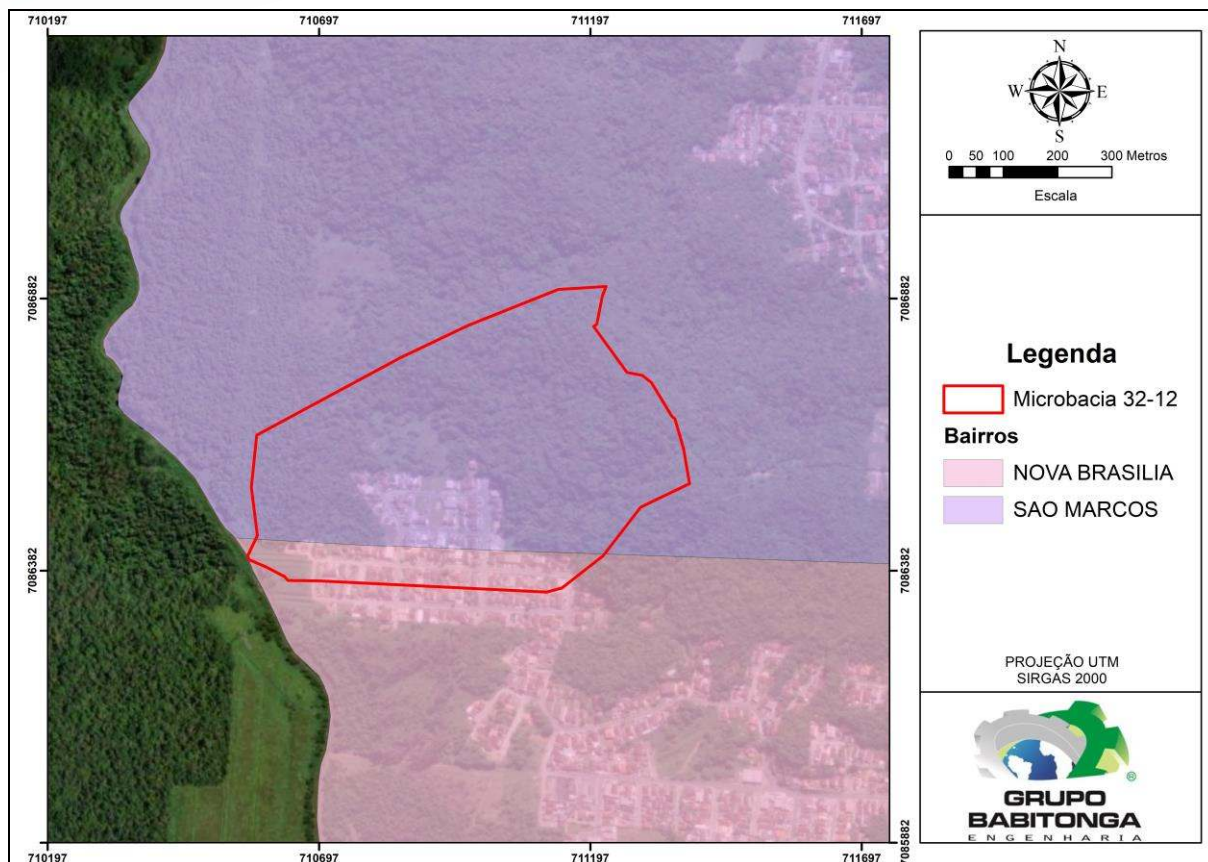 710197
710697
711197
711697
7086882
7086382
7086882
7086382
7085882
710197
710697
711197
711697
N
W
E
S
0 50 100 200 300 Metros
Escala
Legenda
Microbacia 32-12
Bairros
NOVA BRASILIA
SAO MARCOS
PROJEÇÃO UTM
SIRGAS 2000
®
GRUPO
BABITONGA
ENGENHARIA